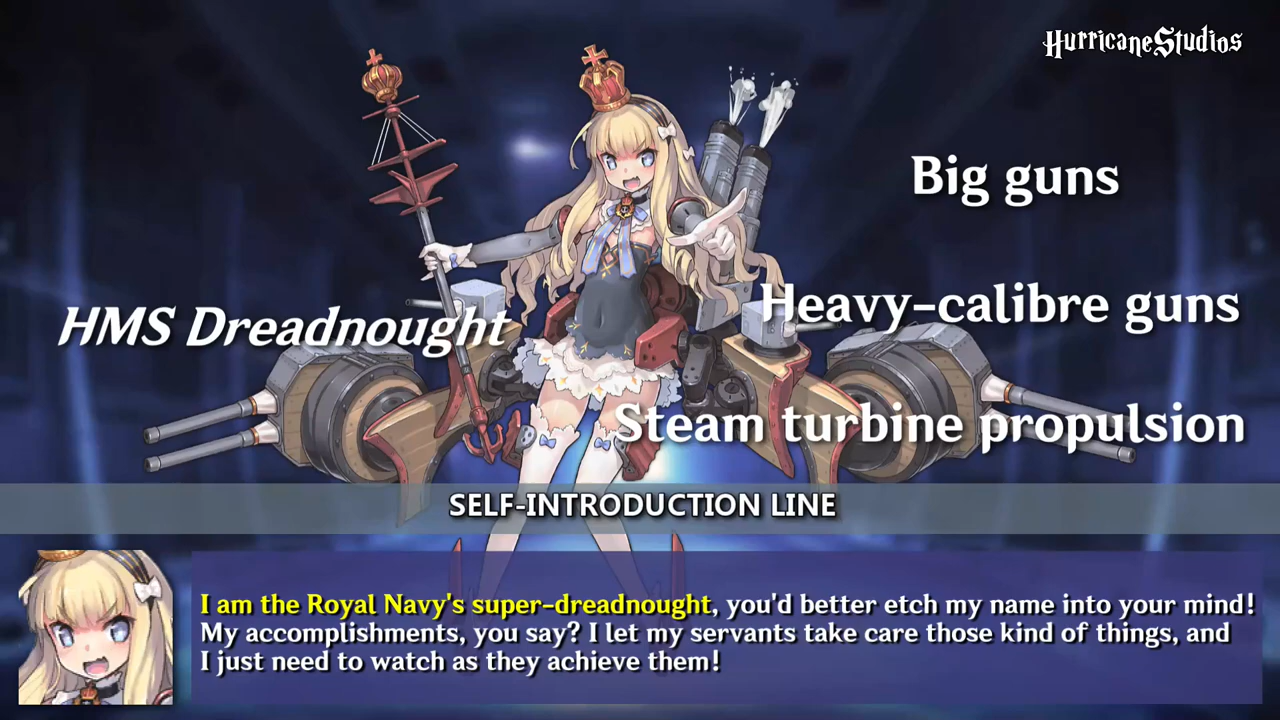 HurricaneStudios
Big guns
HMS Dreadnought
Heavy-calibre guns
Steam turbine propulsion
SELF-INTRODUCTION LINE
I am the Royal Navy's super-dreadnought, you'd better etch my name into your mind!
My accomplishments, you say? I let my servants take care those kind of things, and
I just need to watch as they achieve them!